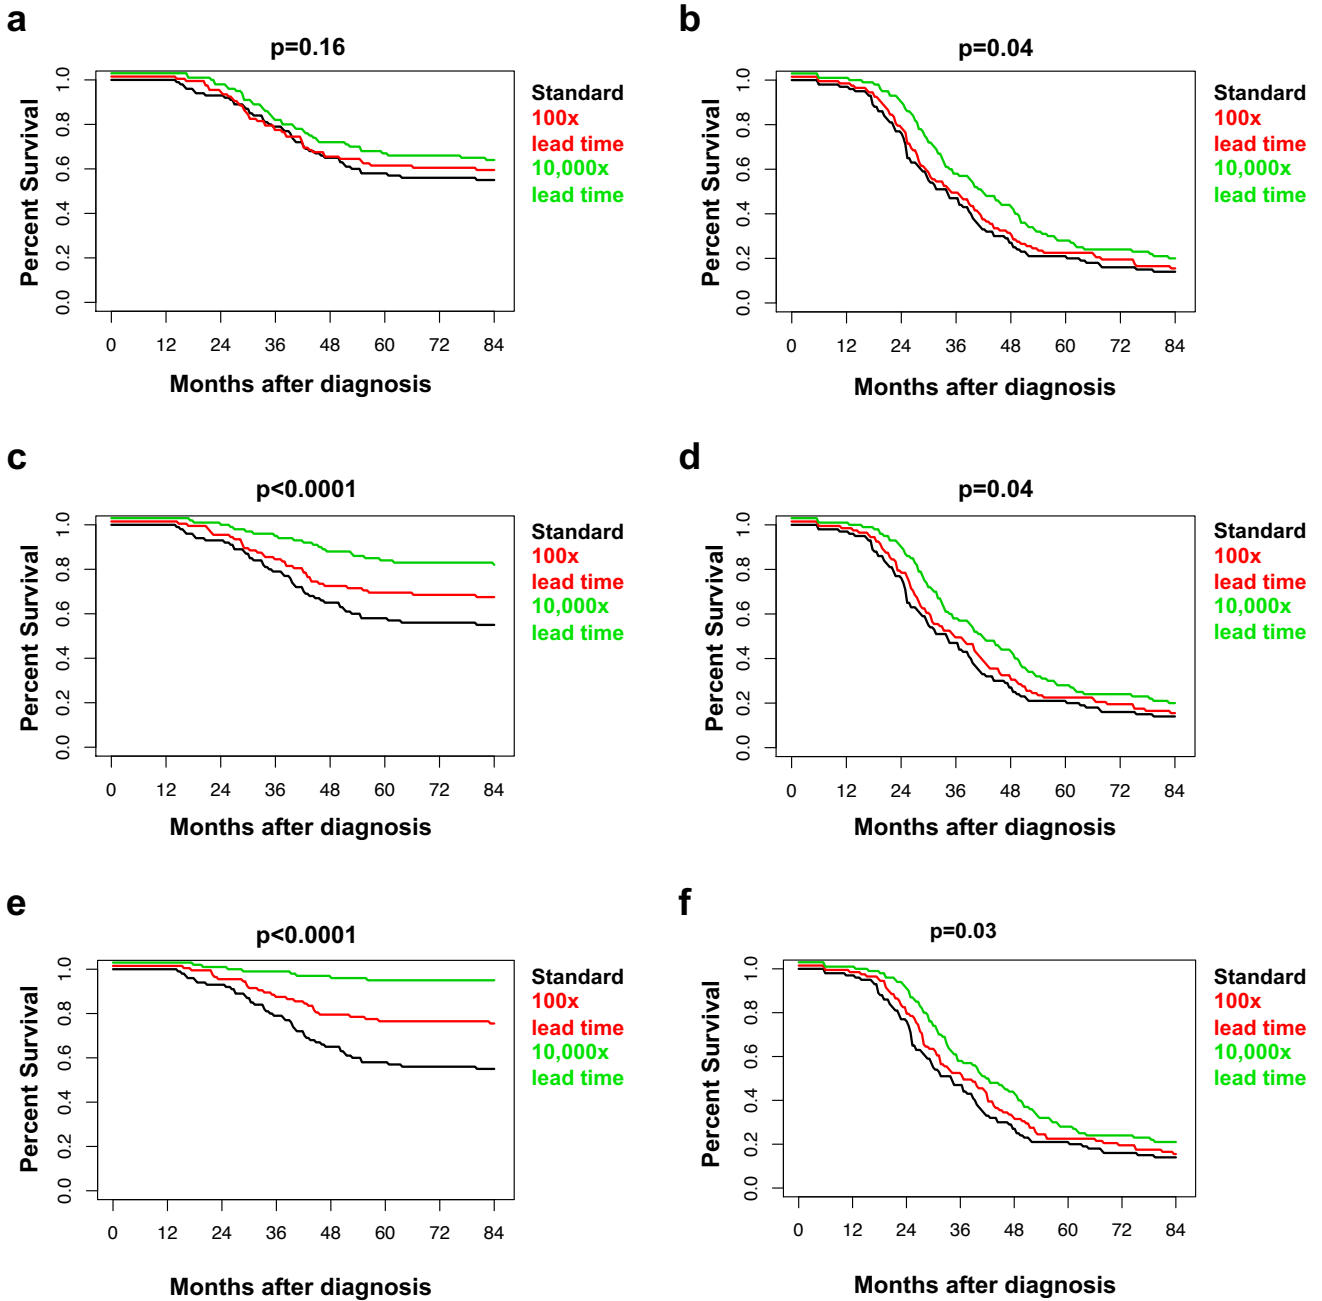 a
p=0.16
Percent Survival
0.0 0.2 0.4 0.6 0.8 1.0
0 12 24 36 48 60 72 84
Months after diagnosis
Standard
100x
lead time
10,000x
lead time
b
p=0.04
Percent Survival
0.0 0.2 0.4 0.6 0.8 1.0
0 12 24 36 48 60 72 84
Months after diagnosis
Standard
100x
lead time
10,000x
lead time
c
p<0.0001
Percent Survival
0.0 0.2 0.4 0.6 0.8 1.0
0 12 24 36 48 60 72 84
Months after diagnosis
Standard
100x
lead time
10,000x
lead time
d
p=0.04
Percent Survival
0.0 0.2 0.4 0.6 0.8 1.0
0 12 24 36 48 60 72 84
Months after diagnosis
Standard
100x
lead time
10,000x
lead time
e
p<0.0001
Percent Survival
0.0 0.2 0.4 0.6 0.8 1.0
0 12 24 36 48 60 72 84
Months after diagnosis
Standard
100x
lead time
10,000x
lead time
f
p=0.03
Percent Survival
0.0 0.2 0.4 0.6 0.8 1.0
0 12 24 36 48 60 72 84
Months after diagnosis
Standard
100x
lead time
10,000x
lead time